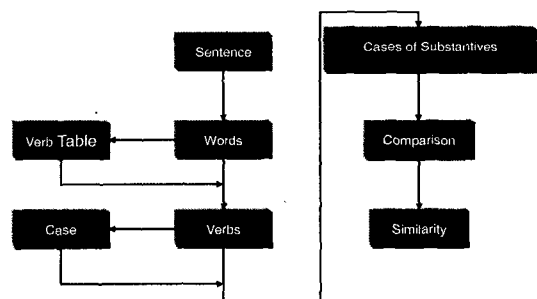 Sentence
Verb Table
Words
Case
Verbs
Cases of Substantives
Comparison
Similarity